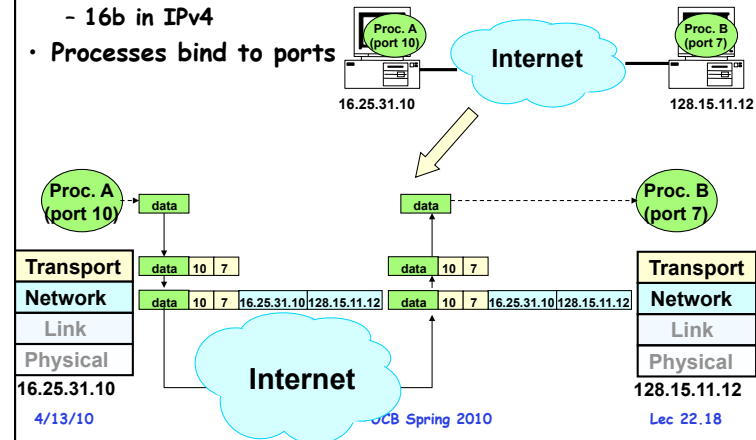 - 16b in IPv4
• Processes bind to ports
Proc. A
(port 10)
Internet
Proc. B
(port 7)
16.25.31.10
128.15.11.12
Proc. A
(port 10)
data
data
Proc. B
(port 7)
Transport
data 10 7
data 10 7
Transport
Network
data 10 7 16.25.31.10 128.15.11.12
data 10 7 16.25.31.10 128.15.11.12
Network
Link
Link
Physical
Internet
Physical
16.25.31.10
128.15.11.12
4/13/10
UCB Spring 2010
Lec 22.18